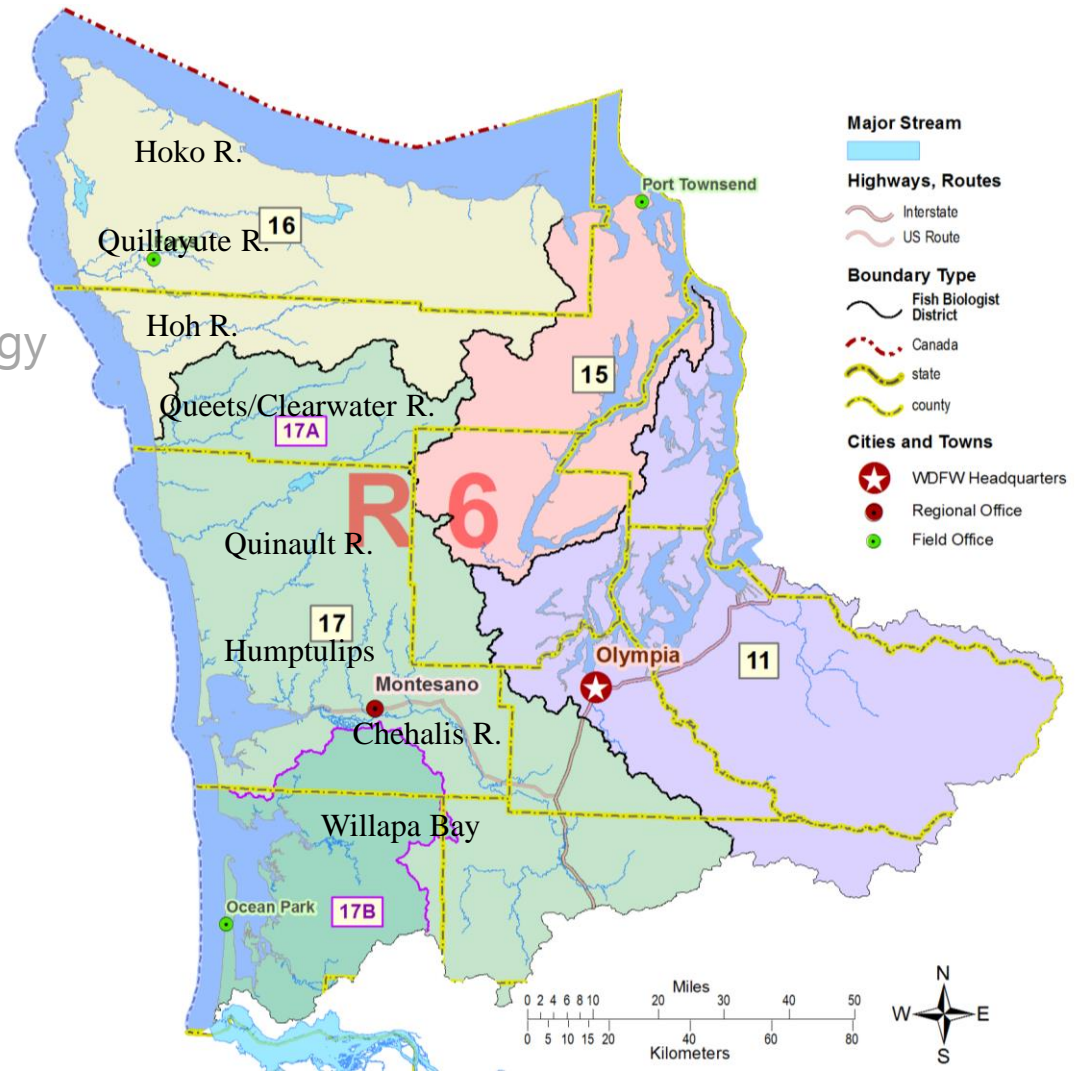 Hoko R.
16
Quillayute R.
Hoh R.
gy
Queets/Clearwater R.
17A
R 6
Quinault R.
17
Humptulips
Montesano
Chehalis R.
Willapa Bay
17B
Ocean Park
Port Townsend
15
Olympia
11
Major Stream
Highways, Routes
Interstate
US Route
Boundary Type
Fish Biologist
District
Canada
state
county
Cities and Towns
WDFW Headquarters
Regional Office
Field Office
Miles
0 2 4 6 8 10 20 30 40 50
0 5 10 15 20 40 60 80
Kilometers
N
W E
S